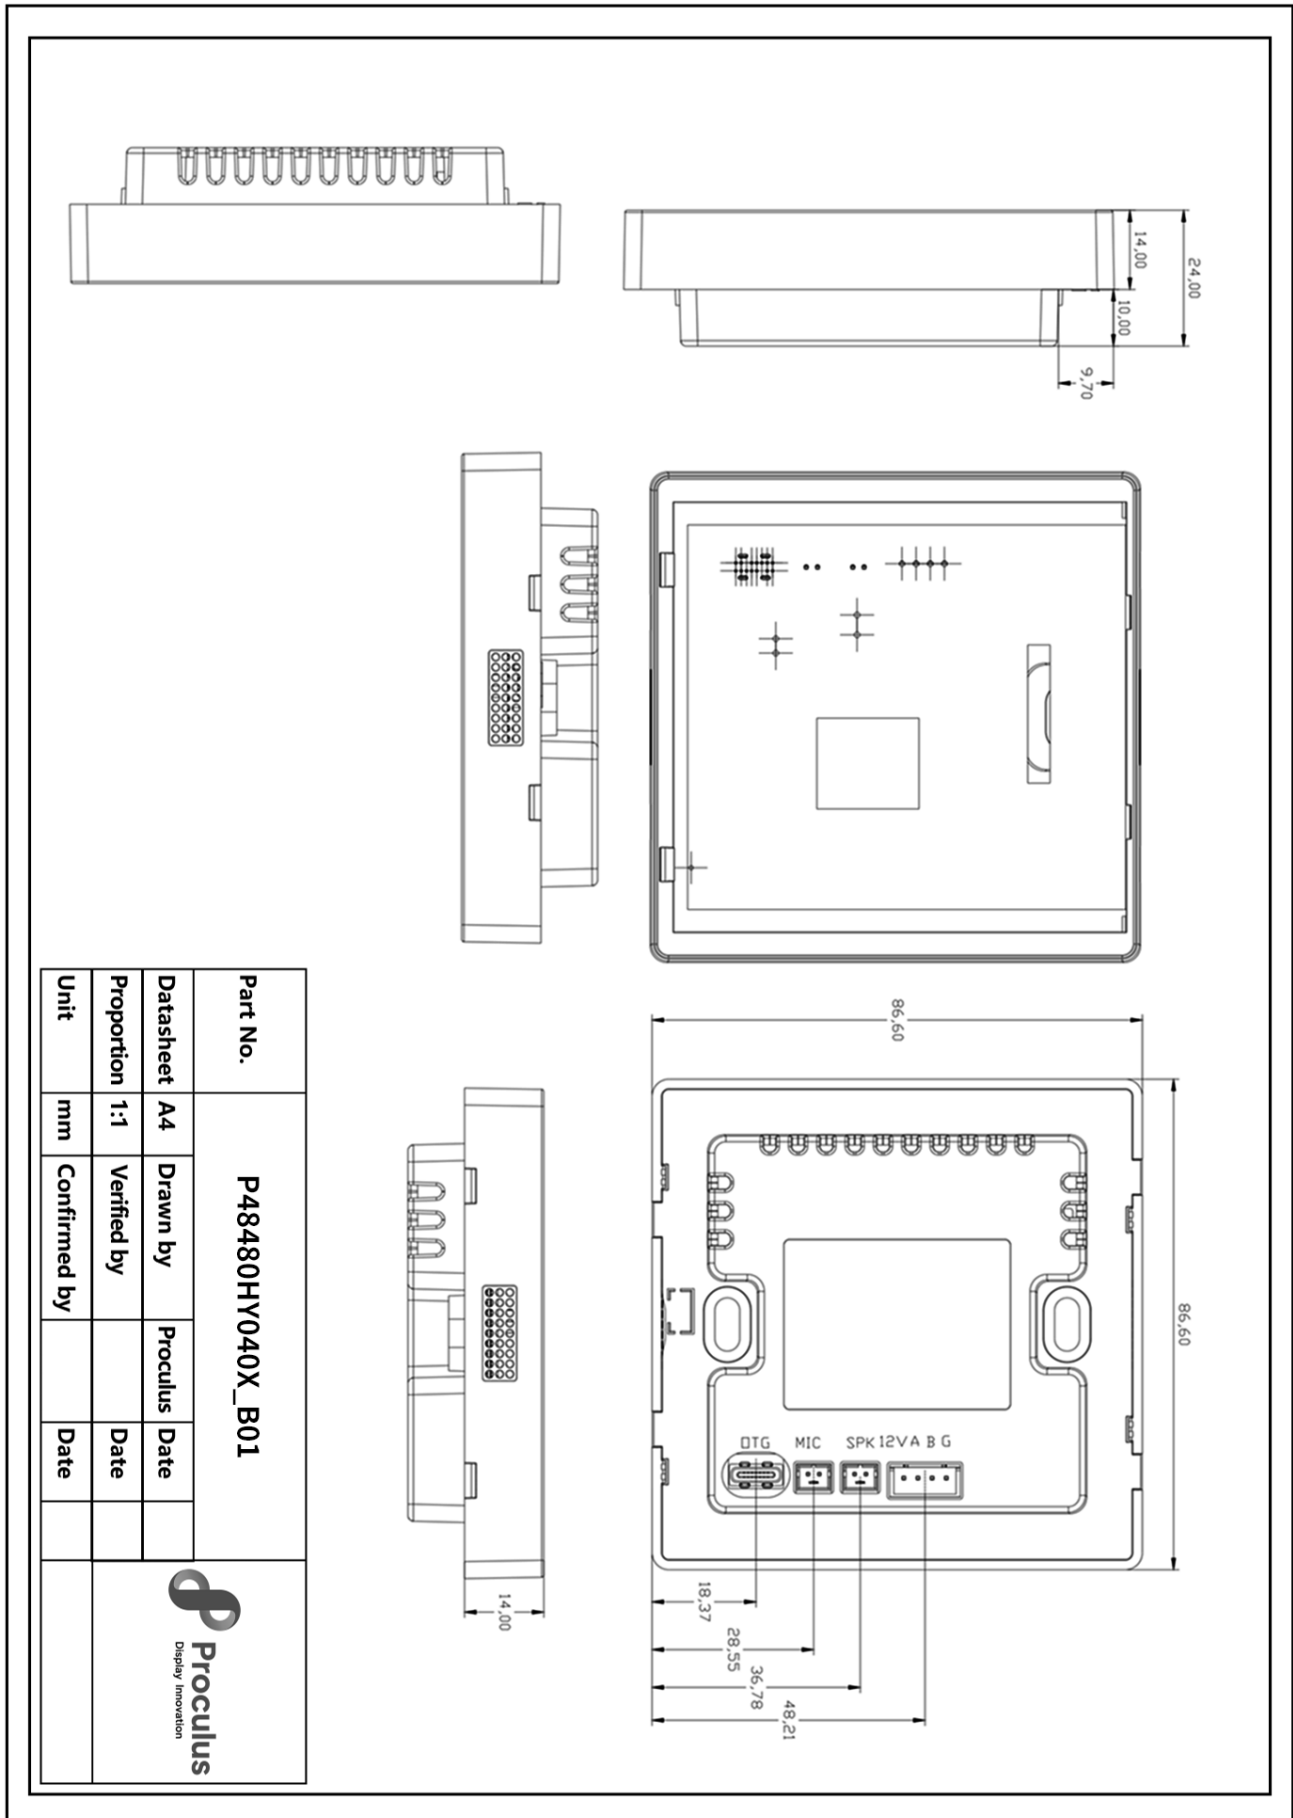 14,00
24,00
10,00
9,70
86,60
86,60
OTG MIC SPK 12V A B G
18,37
28,55
36,78
48,21
14,00
Part No. P48480HY040X_B01
Datasheet A4 Drawn by Proculus Date
Proportion 1:1 Verified by Date
Unit mm Confirmed by Date
Proculus
Display Innovation